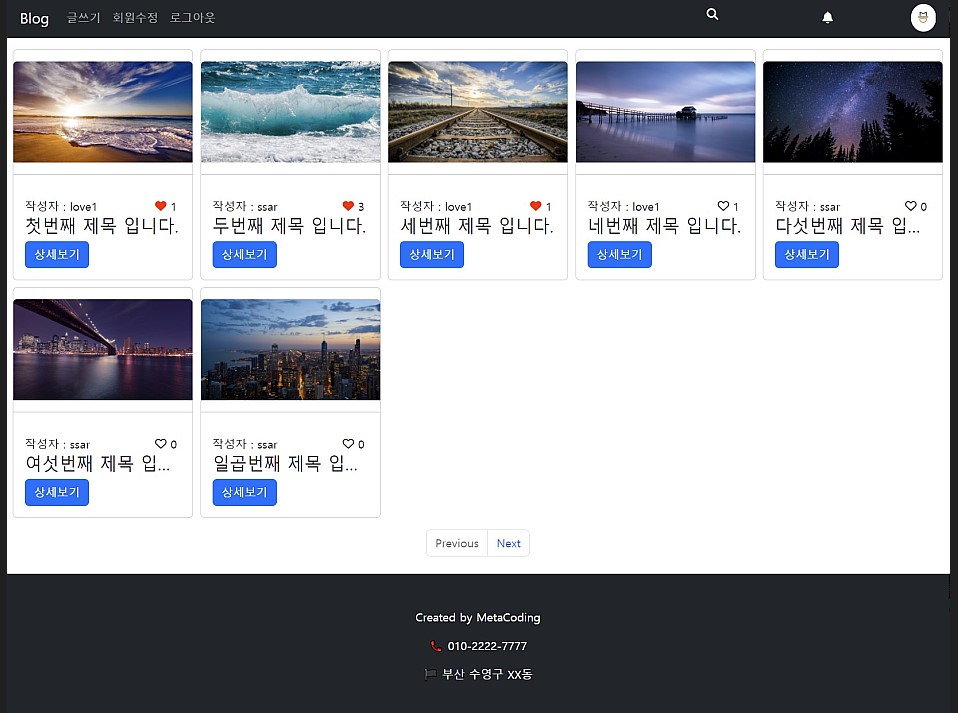 Blog 글쓰기 회원수정 로그아웃
작성자 : love1 1
첫번째 제목 입니다.
상세보기
작성자 : ssar 3
두번째 제목 입니다.
상세보기
작성자 : love1 1
세번째 제목 입니다.
상세보기
작성자 : love1 1
네번째 제목 입니다.
상세보기
작성자 : ssar 0
다섯번째 제목 입...
상세보기
작성자 : ssar 0
여섯번째 제목 입...
상세보기
작성자 : ssar 0
일곱번째 제목 입...
상세보기
Previous Next
Created by MetaCoding
010-2222-7777
부산 수영구 XX동